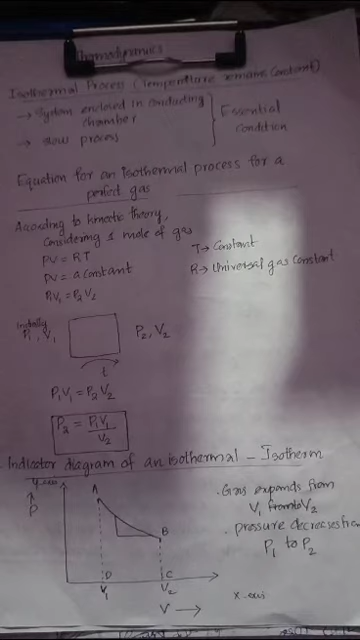 Thermodynamics
Isothermal Process (Temperature remains Constant)
→ System enclosed in conducting
chamber
→ slow process
Essential
condition
Equation for an isothermal process for a
perfect gas
According to kinetic theory,
Considering 1 mole of gas
PV = RT
PV = a constant
P₁V₁ = P₂V₂
T → Constant
R → Universal gas Constant
Initially
P₁, V₁
P₂, V₂
t
P₁V₁ = P₂V₂
P₂ = P₁V₁ / V₂
Indicator diagram of an isothermal - Isotherm
y-axis
P
A
B
D
C
V₁
V₂
V →
x-axi
· Gas expands from
V₁ to V₂
· Pressure decreases from
P₁ to P₂